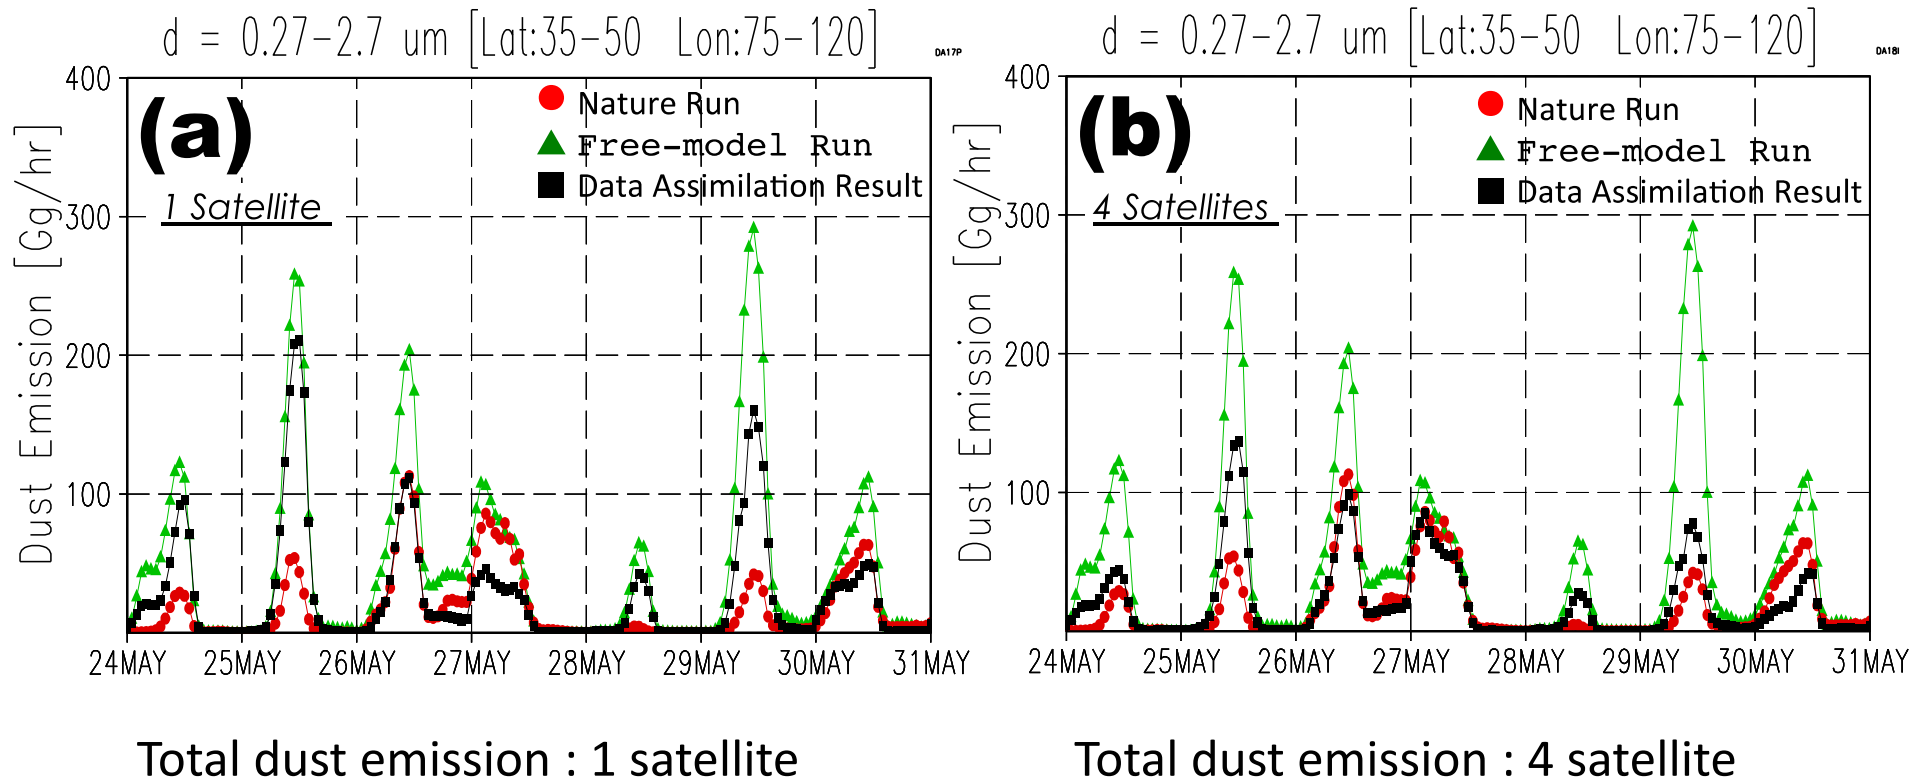 d = 0.27-2.7 um [Lat:35-50 Lon:75-120]
DA17P
400
300
200
100
Dust Emission [Gg/hr]
(a)
1 Satellite
Nature Run
Free-model Run
Data Assimilation Result
24MAY 25MAY 26MAY 27MAY 28MAY 29MAY 30MAY 31MAY
Total dust emission : 1 satellite
d = 0.27-2.7 um [Lat:35-50 Lon:75-120]
DA18I
400
300
200
100
Dust Emission [Gg/hr]
(b)
4 Satellites
Nature Run
Free-model Run
Data Assimilation Result
24MAY 25MAY 26MAY 27MAY 28MAY 29MAY 30MAY 31MAY
Total dust emission : 4 satellite